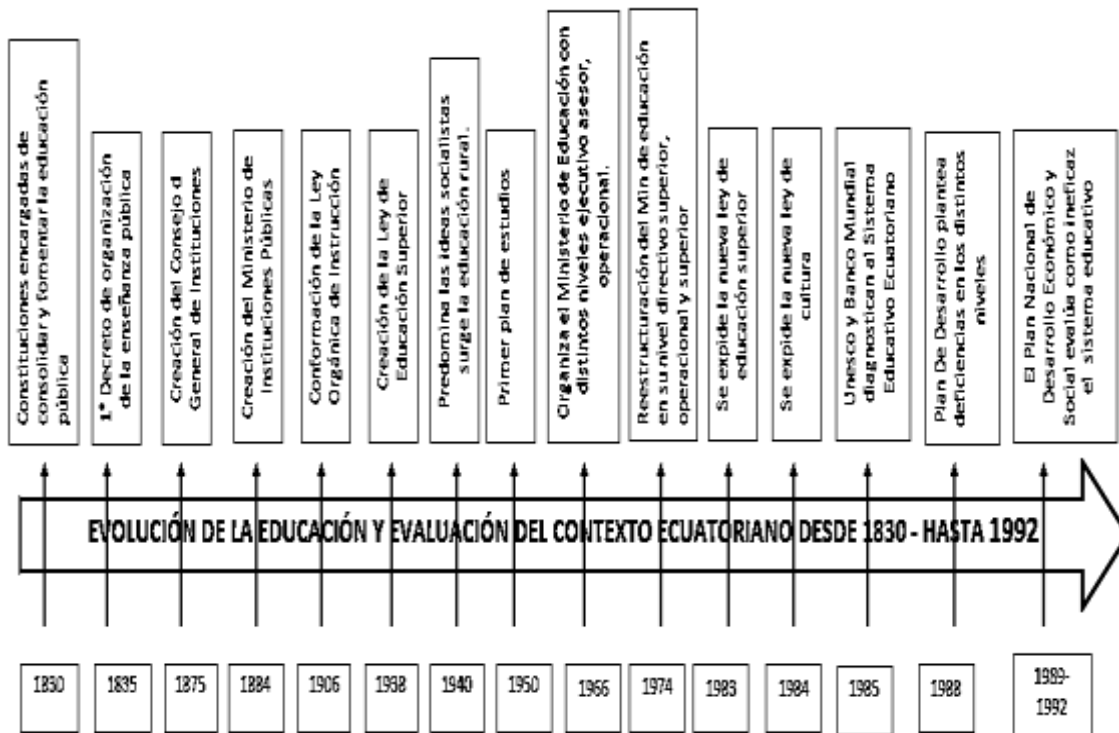 Constituciones encargadas de
consolidar y fomentar la educación
pública
1° Decreto de organización
de la enseñanza pública
Creación del Consejo d
General de Instituciones
Creación del Ministerio de
Instituciones Públicas
Conformación de la Ley
Orgánica de Instrucción
Creación de la Ley de
Educación Superior
Predomina las ideas socialistas
surge la educación rural.
Primer plan de estudios
Organiza el Ministerio de Educación con
distintos niveles ejecutivo asesor,
operacional.
Reestructuración del Min de educación
en su nivel directivo superior,
operacional y superior
Se expide la nueva ley de
educación superior
Se expide la nueva ley de
cultura
Unesco y Banco Mundial
diagnostican al Sistema
Educativo Ecuatoriano
Plan De Desarrollo plantea
deficiencias en los distintos
niveles
El Plan Nacional de
Desarrollo Económico y
Social evalúa como ineficaz
el sistema educativo
EVOLUCIÓN DE LA EDUCACIÓN Y EVALUACIÓN DEL CONTEXTO ECUATORIANO DESDE 1830 - HASTA 1992
1830
1835
1875
1884
1906
1938
1940
1950
1966
1974
1983
1984
1985
1988
1989-
1992